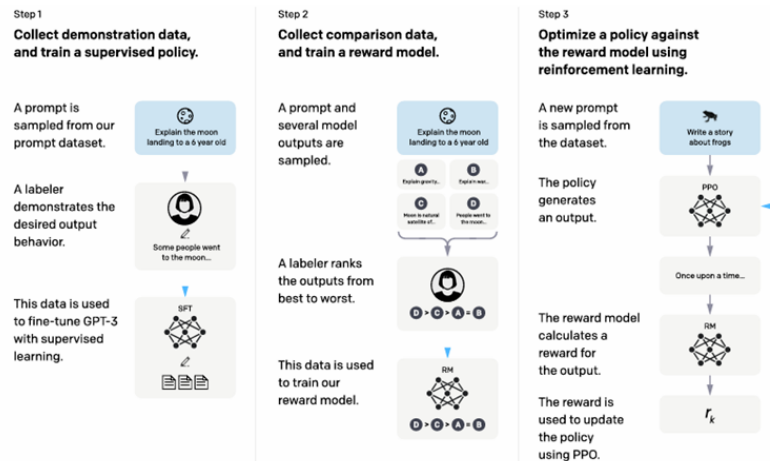 Step 1
Collect demonstration data,
and train a supervised policy.
A prompt is
sampled from our
prompt dataset.
Explain the moon
landing to a 6 year old
A labeler
demonstrates the
desired output
behavior.
Some people went
to the moon...
This data is used
to fine-tune GPT-3
with supervised
learning.
SFT
Step 2
Collect comparison data,
and train a reward model.
A prompt and
several model
outputs are
sampled.
Explain the moon
landing to a 6 year old
A
Explain gravity...
B
Explain war...
C
Moon is natural
satellite of...
D
People went to
the moon...
A labeler ranks
the outputs from
best to worst.
D > C > A = B
This data is used
to train our
reward model.
RM
D > C > A = B
Step 3
Optimize a policy against
the reward model using
reinforcement learning.
A new prompt
is sampled from
the dataset.
Write a story
about frogs
The policy
generates
an output.
PPO
Once upon a time...
The reward model
calculates a
reward for
the output.
RM
The reward is
used to update
the policy
using PPO.
rk